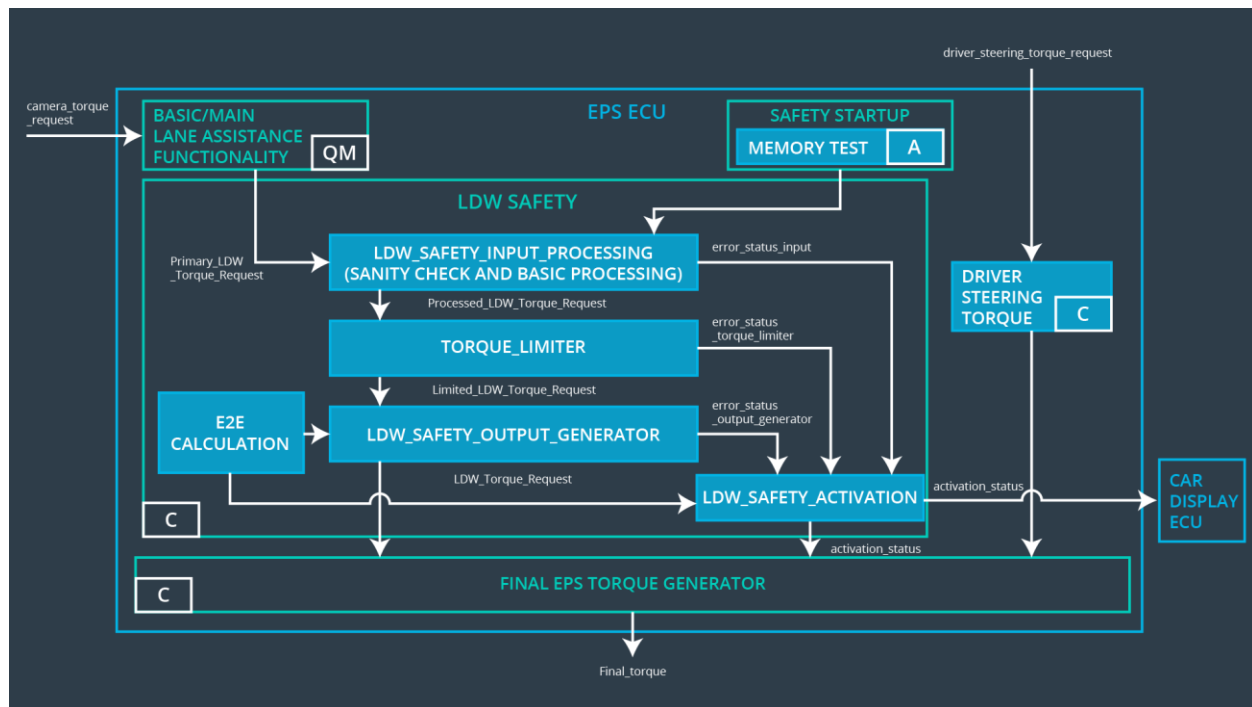 driver_steering_torque_request
camera_torque
_request
BASIC/MAIN
LANE ASSISTANCE
FUNCTIONALITY
QM
EPS ECU
SAFETY STARTUP
MEMORY TEST
A
LDW SAFETY
Primary_LDW
_Torque_Request
LDW_SAFETY_INPUT_PROCESSING
(SANITY CHECK AND BASIC PROCESSING)
error_status_input
DRIVER
STEERING
TORQUE
C
Processed_LDW_Torque_Request
TORQUE_LIMITER
error_status
_torque_limiter
Limited_LDW_Torque_Request
E2E
CALCULATION
LDW_SAFETY_OUTPUT_GENERATOR
error_status
_output_generator
LDW_Torque_Request
LDW_SAFETY_ACTIVATION
activation_status
CAR
DISPLAY
ECU
C
activation_status
C
FINAL EPS TORQUE GENERATOR
Final_torque